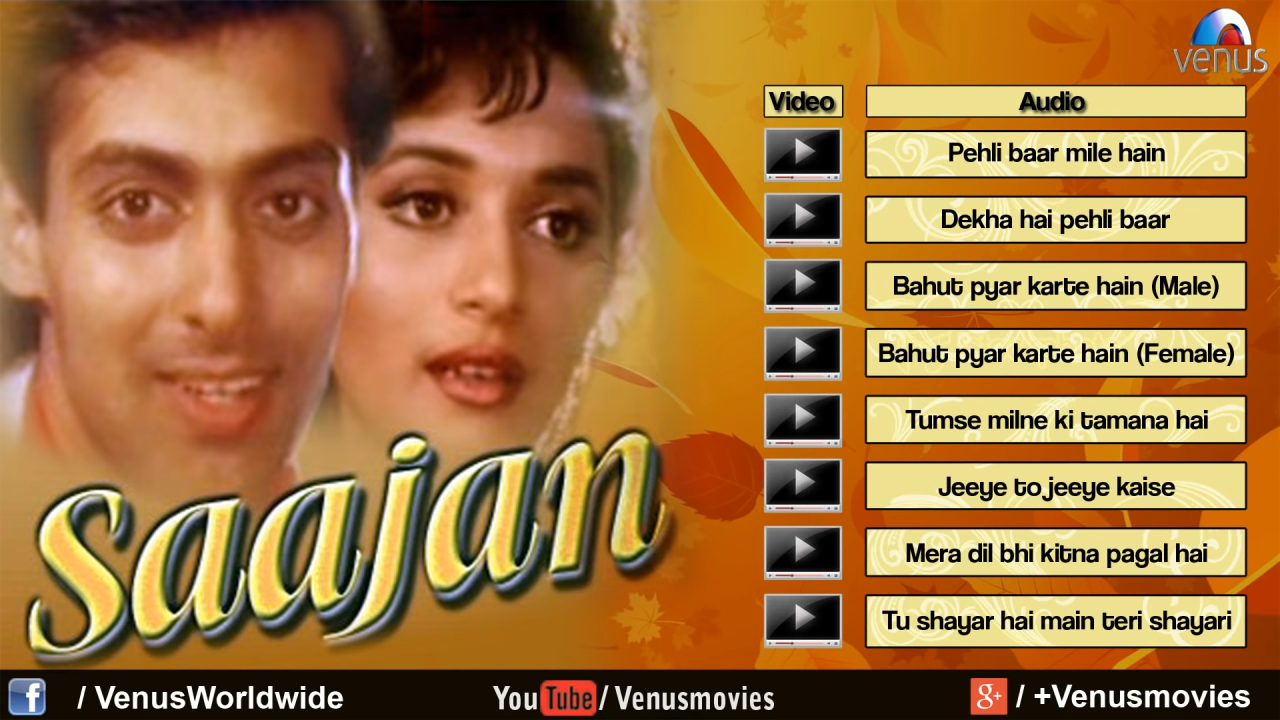 venus
Video Audio
Pehli baar mile hain
Dekha hai pehli baar
Bahut pyar karte hain (Male)
Bahut pyar karte hain (Female)
Tumse milne ki tamana hai
Jeeye to jeeye kaise
Mera dil bhi kitna pagal hai
Tu shayar hai main teri shayari
Saajan
f / VenusWorldwide YouTube / Venusmovies g+ / +Venusmovies